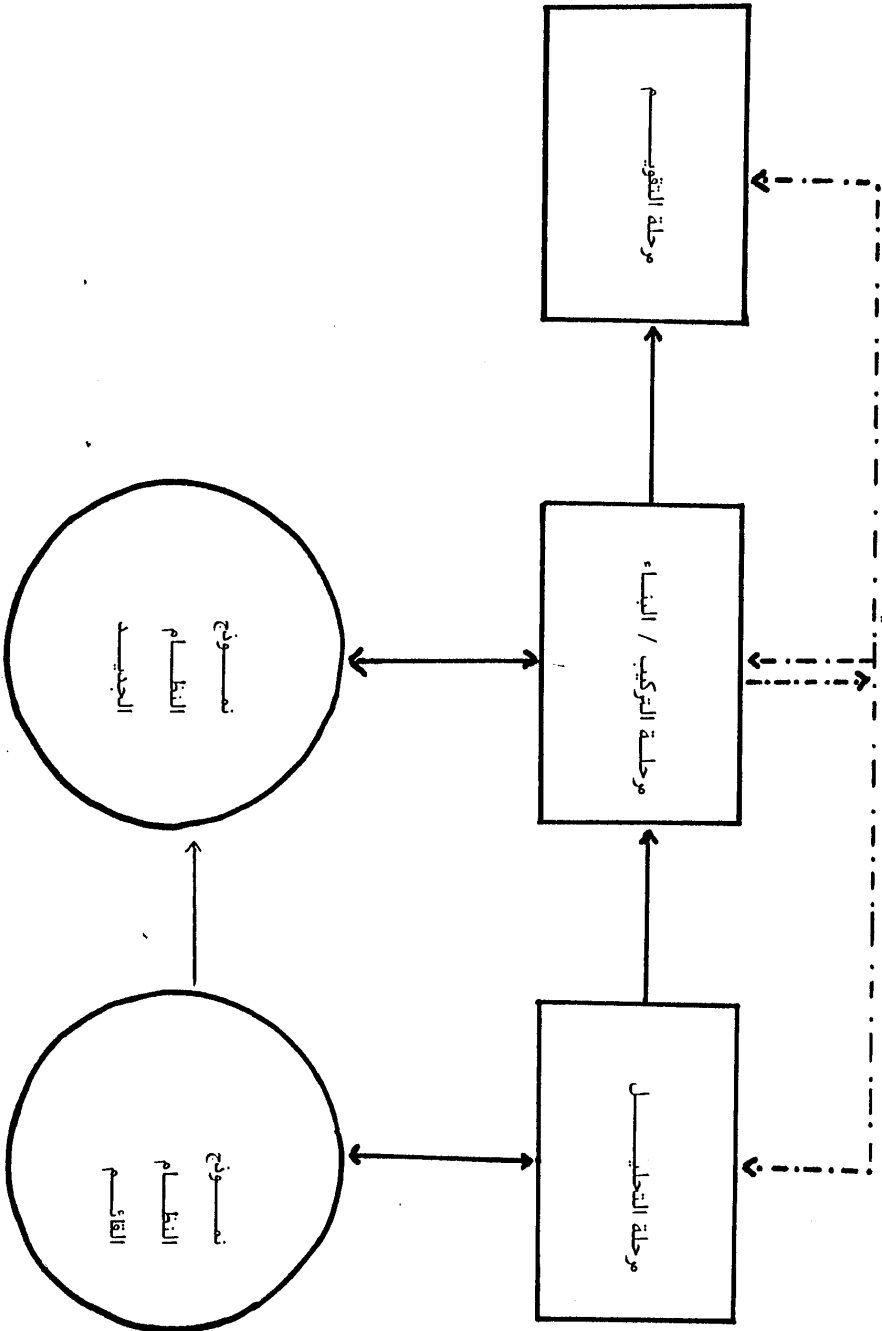 مرحلة التحليل
مرحلة التركيب / البناء
مرحلة التقويم
نموذج
النظام
القائم
نموذج
النظام
الجديد